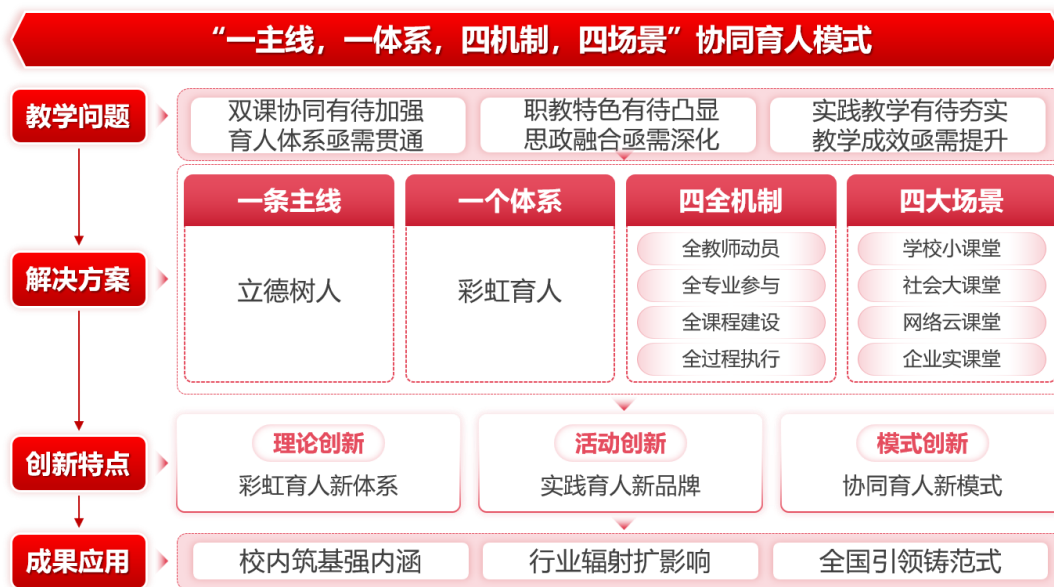 “一主线，一体系，四机制，四场景”协同育人模式
教学问题
双课协同有待加强
育人体系亟需贯通
职教特色有待凸显
思政融合亟需深化
实践教学有待夯实
教学成效亟需提升
解决方案
一条主线
立德树人
一个体系
彩虹育人
四全机制
全教师动员
全专业参与
全课程建设
全过程执行
四大场景
学校小课堂
社会大课堂
网络云课堂
企业实课堂
创新特点
理论创新
彩虹育人新体系
活动创新
实践育人新品牌
模式创新
协同育人新模式
成果应用
校内筑基强内涵
行业辐射扩影响
全国引领铸范式